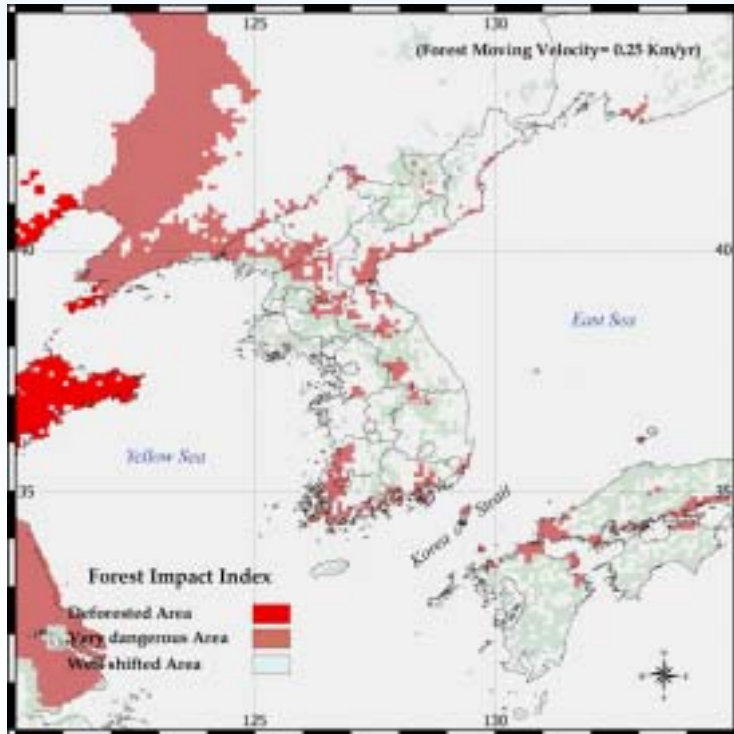 125
130
(Forest Moving Velocity= 0.25 Km/yr)
40
40
East Sea
Yellow Sea
35
35
Korea Strait
Forest Impact Index
Deforested Area
Very dangerous Area
Well shifted Area
125
130